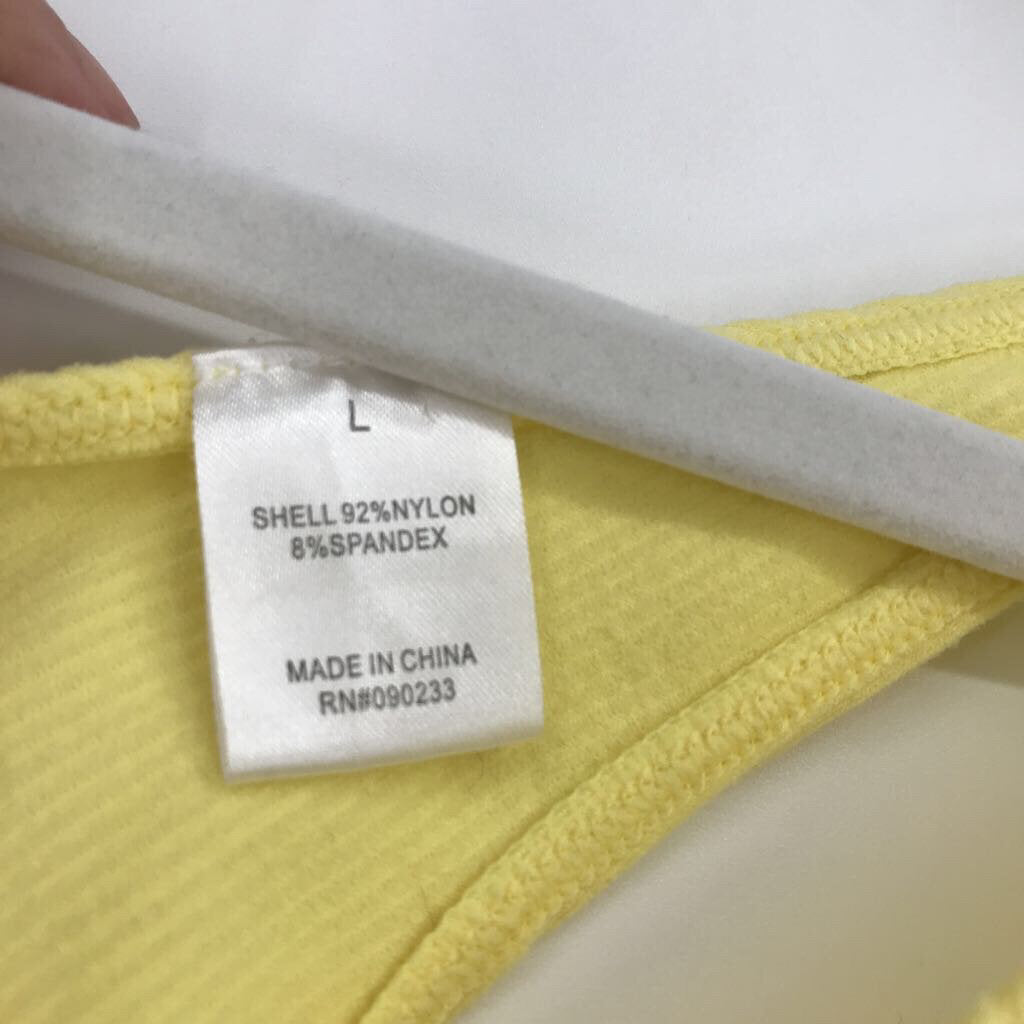 L
SHELL 92%NYLON
8%SPANDEX
MADE IN CHINA
RN#090233